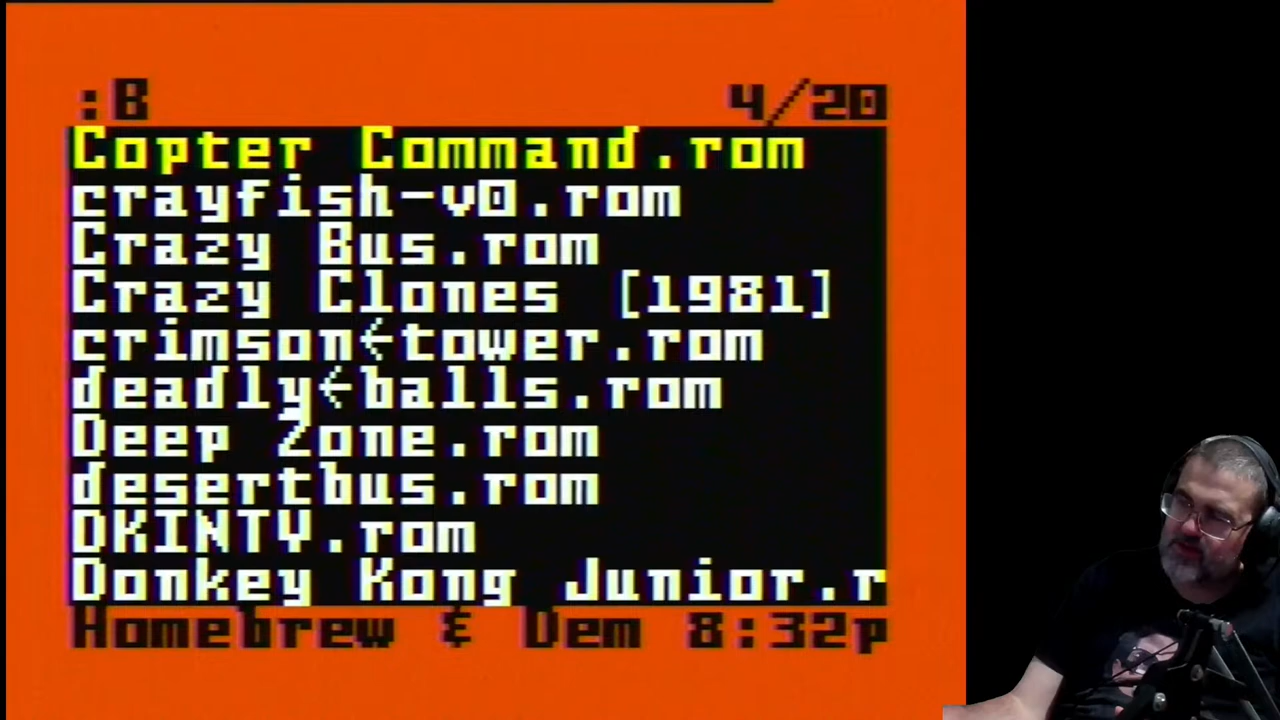 :B 4/20
Copter Command.rom
crayfish-v0.rom
Crazy Bus.rom
Crazy Clones [1981]
crimson←tower.rom
deadly←balls.rom
Deep Zone.rom
desertbus.rom
DKINTV.rom
Donkey Kong Junior.r
Homebrew & Dem 8:32p